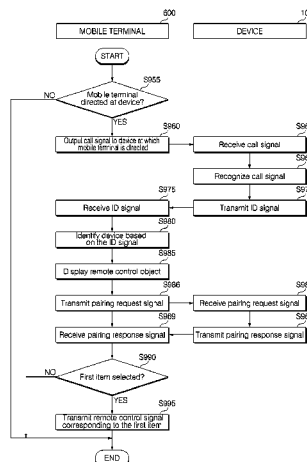 600
MOBILE TERMINAL
DEVICE
START
S955
Mobile terminal
directed at device?
NO
YES
S960
Output call signal to device at which
mobile terminal is directed
Receive call signal
Recognize call signal
S975
Receive ID signal
Transmit ID signal
S980
Identify device based
on the ID signal
S985
Display remote control object
S986
Transmit pairing request signal
Receive pairing request signal
S989
Receive pairing response signal
Transmit pairing response signal
S990
First item selected?
NO
YES
S995
Transmit remote control signal
corresponding to the first item
END